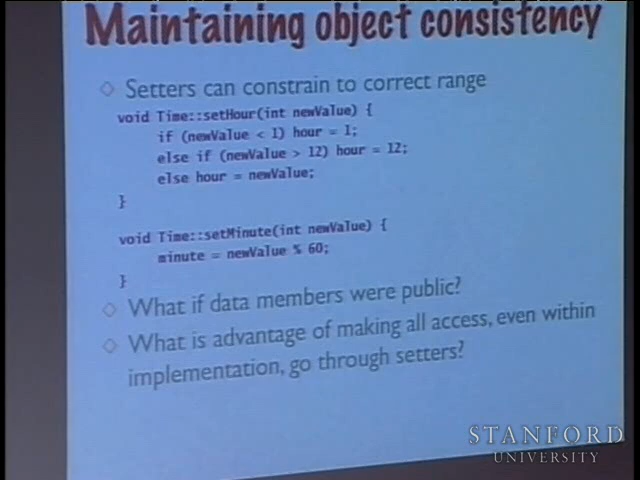 Maintaining object consistency
Setters can constrain to correct range
void Time::setHour(int newValue) {
if (newValue < 1) hour = 1;
else if (newValue > 12) hour = 12;
else hour = newValue;
}
void Time::setMinute(int newValue) {
minute = newValue % 60;
}
What if data members were public?
What is advantage of making all access, even within
implementation, go through setters?
STANFORD
UNIVERSITY